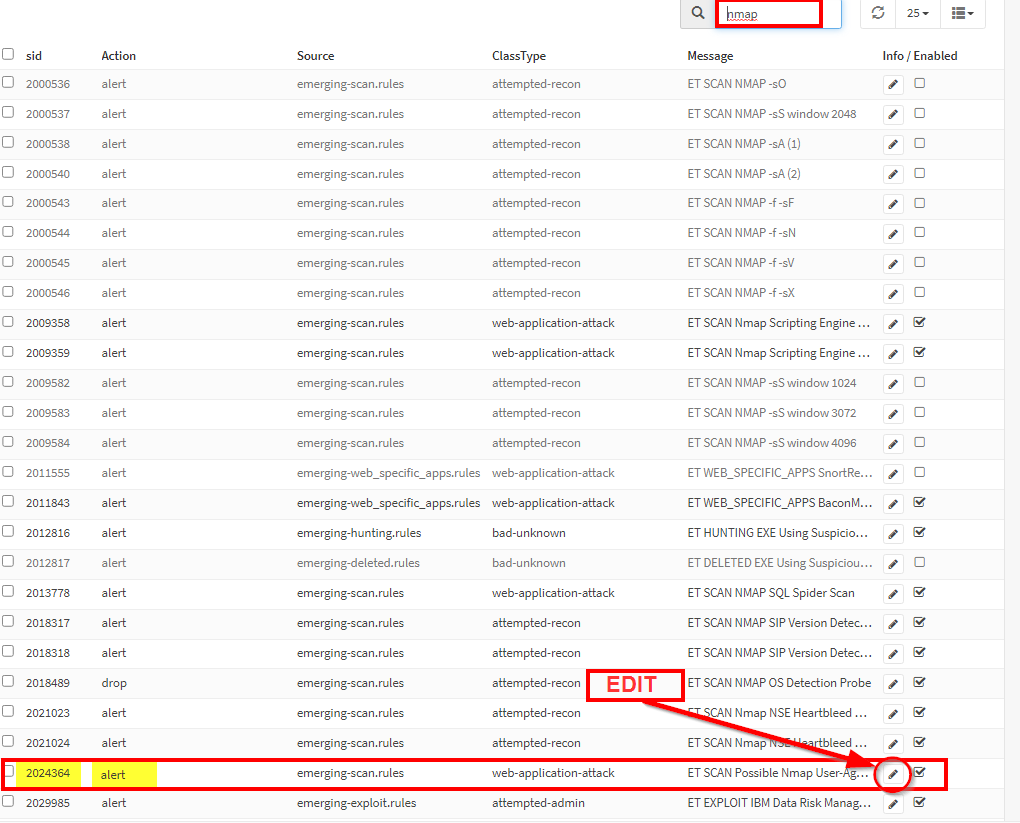 nmap 25
sid Action Source ClassType Message Info / Enabled
2000536 alert emerging-scan.rules attempted-recon ET SCAN NMAP -sO
2000537 alert emerging-scan.rules attempted-recon ET SCAN NMAP -sS window 2048
2000538 alert emerging-scan.rules attempted-recon ET SCAN NMAP -sA (1)
2000540 alert emerging-scan.rules attempted-recon ET SCAN NMAP -sA (2)
2000543 alert emerging-scan.rules attempted-recon ET SCAN NMAP -f -sF
2000544 alert emerging-scan.rules attempted-recon ET SCAN NMAP -f -sN
2000545 alert emerging-scan.rules attempted-recon ET SCAN NMAP -f -sV
2000546 alert emerging-scan.rules attempted-recon ET SCAN NMAP -f -sX
2009358 alert emerging-scan.rules web-application-attack ET SCAN Nmap Scripting Engine ...
2009359 alert emerging-scan.rules web-application-attack ET SCAN Nmap Scripting Engine ...
2009582 alert emerging-scan.rules attempted-recon ET SCAN NMAP -sS window 1024
2009583 alert emerging-scan.rules attempted-recon ET SCAN NMAP -sS window 3072
2009584 alert emerging-scan.rules attempted-recon ET SCAN NMAP -sS window 4096
2011555 alert emerging-web_specific_apps.rules web-application-attack ET WEB_SPECIFIC_APPS SnortRe...
2011843 alert emerging-web_specific_apps.rules web-application-attack ET WEB_SPECIFIC_APPS BaconM...
2012816 alert emerging-hunting.rules bad-unknown ET HUNTING EXE Using Suspicio...
2012817 alert emerging-deleted.rules bad-unknown ET DELETED EXE Using Suspiciou...
2013778 alert emerging-scan.rules web-application-attack ET SCAN NMAP SQL Spider Scan
2018317 alert emerging-scan.rules attempted-recon ET SCAN NMAP SIP Version Detec...
2018318 alert emerging-scan.rules attempted-recon ET SCAN NMAP SIP Version Detec...
2018489 drop emerging-scan.rules attempted-recon EDIT ET SCAN NMAP OS Detection Probe
2021023 alert emerging-scan.rules attempted-recon ET SCAN Nmap NSE Heartbleed ...
2021024 alert emerging-scan.rules attempted-recon ET SCAN Nmap NSE Heartbleed ...
2024364 alert emerging-scan.rules web-application-attack ET SCAN Possible Nmap User-Ag...
2029985 alert emerging-exploit.rules attempted-admin ET EXPLOIT IBM Data Risk Manag...